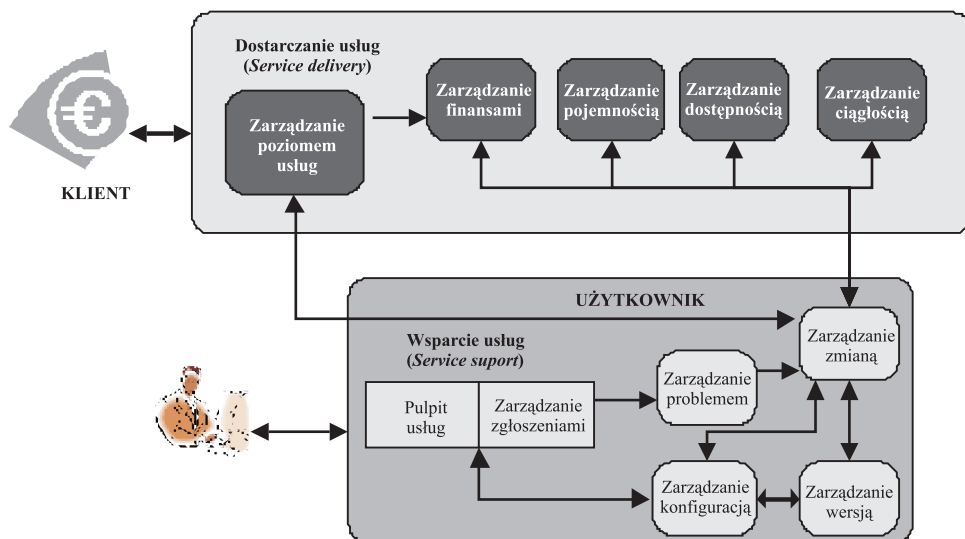 Dostarczanie usług
(Service delivery)
Zarządzanie
poziomem
usług
Zarządzanie
finansami
Zarządzanie
pojemnością
Zarządzanie
dostępnością
Zarządzanie
ciągłością
€
KLIENT
UŻYTKOWNIK
Wsparcie usług
(Service suport)
Pulpit
usług
Zarządzanie
zgłoszeniami
Zarządzanie
problemem
Zarządzanie
zmianą
Zarządzanie
konfiguracją
Zarządzanie
wersją